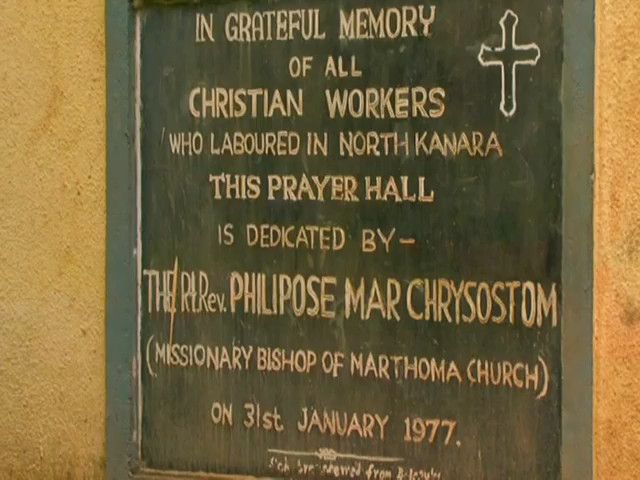 IN GRATEFUL MEMORY
OF ALL
CHRISTIAN WORKERS
WHO LABOURED IN NORTH KANARA
THIS PRAYER HALL
IS DEDICATED BY-
THE Rt.Rev. PHILIPOSE MAR CHRYSOSTOM
(MISSIONARY BISHOP OF MARTHOMA CHURCH)
ON 31st JANUARY 1977.
from